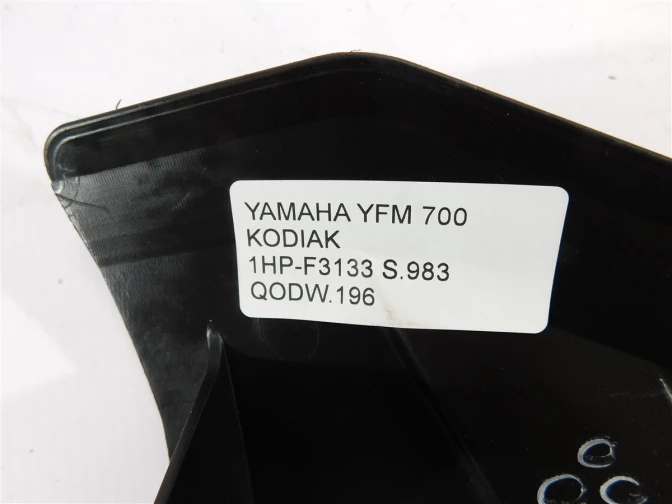 YAMAHA YFM 700
KODIAK
1HP-F3133 S.983
QODW.196